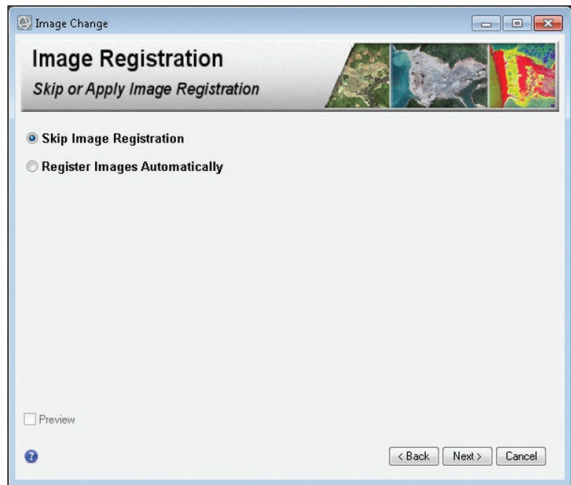 Image Change
Image Registration
Skip or Apply Image Registration
Skip Image Registration
Register Images Automatically
Preview
?
< Back Next > Cancel